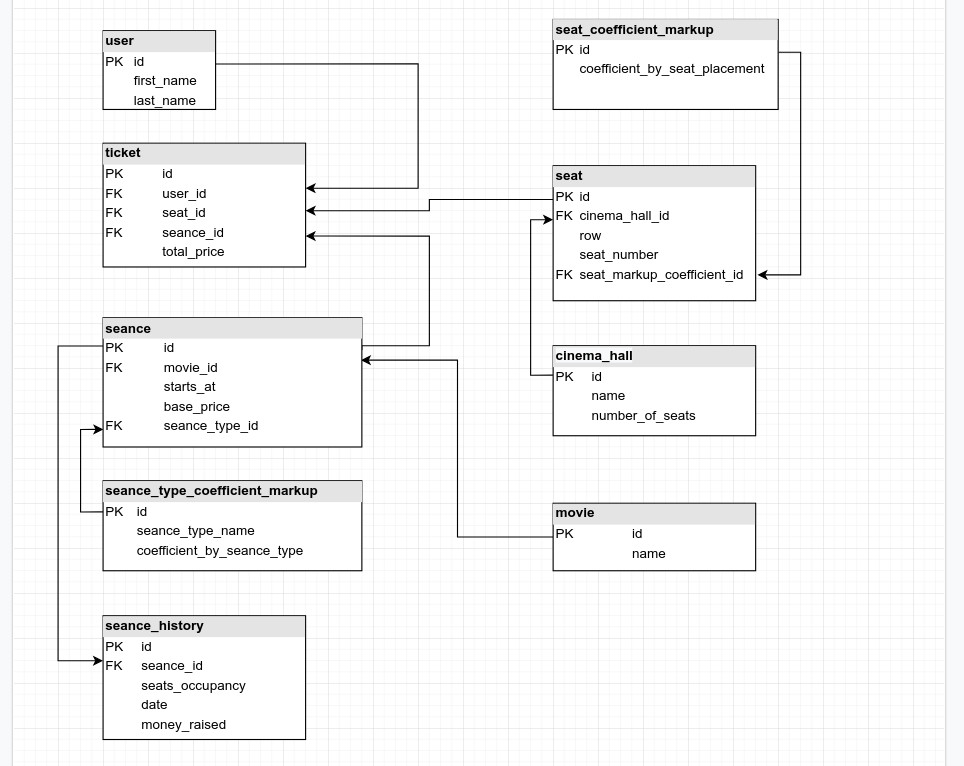 user
PK id
first_name
last_name
ticket
PK id
FK user_id
FK seat_id
FK seance_id
total_price
seance
PK id
FK movie_id
starts_at
base_price
FK seance_type_id
seance_type_coefficient_markup
PK id
seance_type_name
coefficient_by_seance_type
seance_history
PK id
FK seance_id
seats_occupancy
date
money_raised
seat_coefficient_markup
PK id
coefficient_by_seat_placement
seat
PK id
FK cinema_hall_id
row
seat_number
FK seat_markup_coefficient_id
cinema_hall
PK id
name
number_of_seats
movie
PK id
name